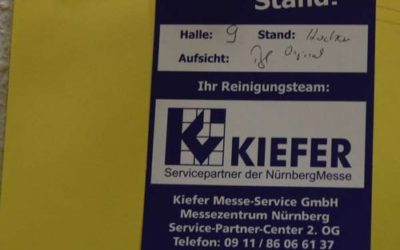 Stand:
Halle: 9 Stand:
Aufsicht:
Ihr Reinigungsteam:
KIEFER
Servicepartner der NürnbergMesse
Kiefer Messe-Service GmbH
Messezentrum Nürnberg
Service-Partner-Center 2. OG
Telefon: 09 11 / 86 06 61 37